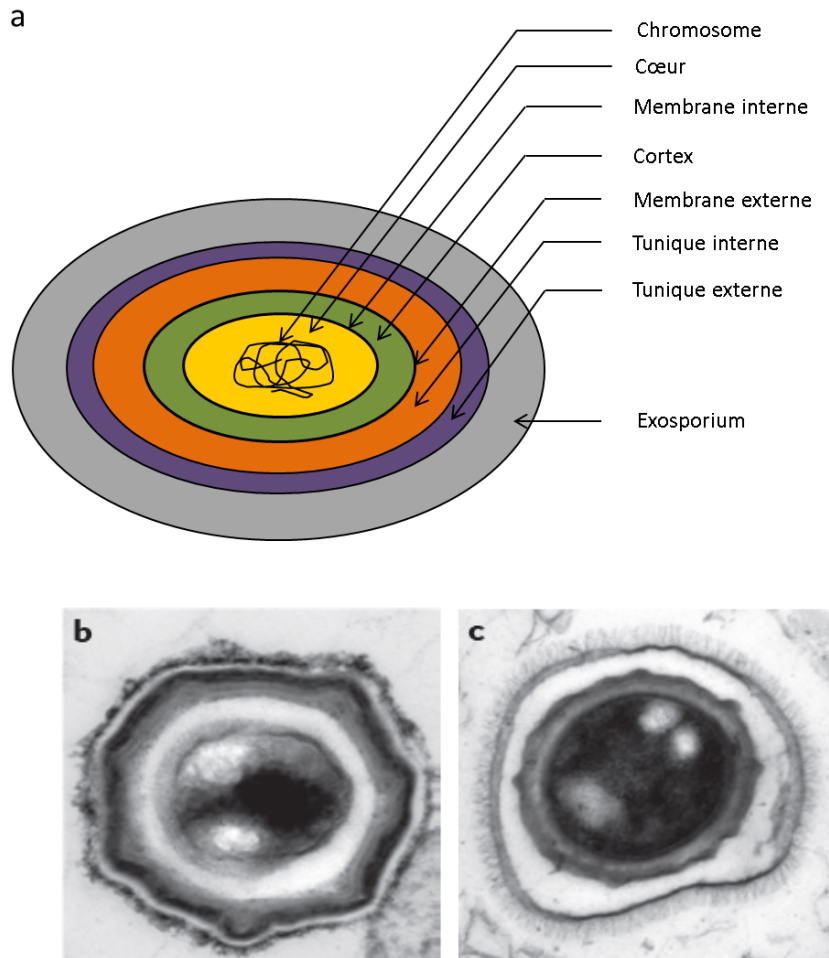 a
Chromosome
Cœur
Membrane interne
Cortex
Membrane externe
Tunique interne
Tunique externe
Exosporium
b
c